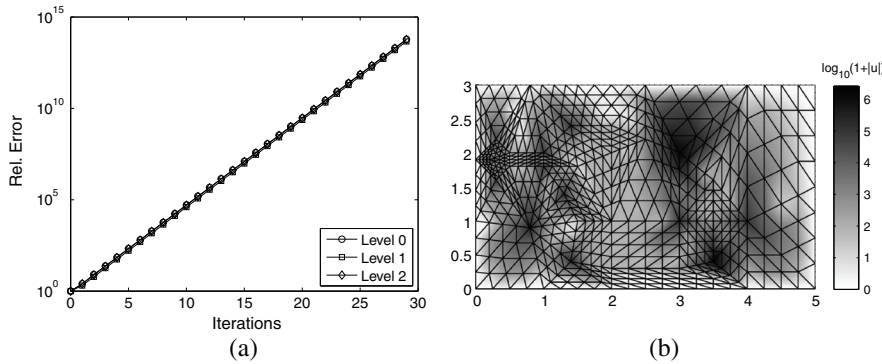 10^15
10^10
10^5
10^0
Rel. Error
0 5 10 15 20 25 30
Iterations
Level 0
Level 1
Level 2
(a)
log_10(1+|u|)
3
2.5
2
1.5
1
0.5
0
0 1 2 3 4 5
6
5
4
3
2
1
0
(b)